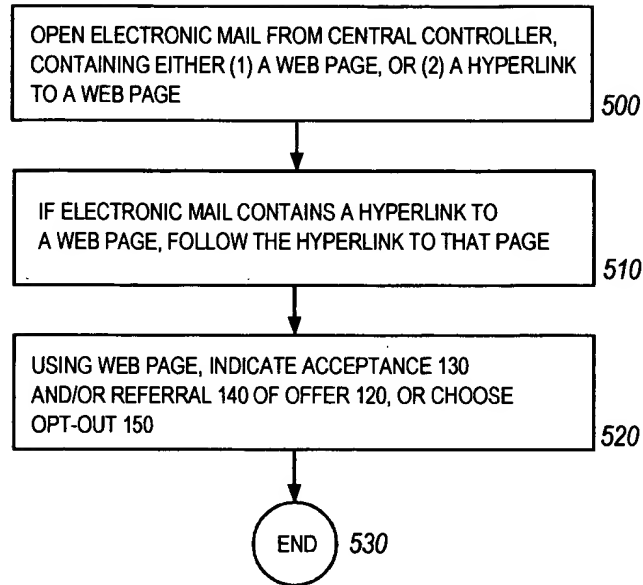 OPEN ELECTRONIC MAIL FROM CENTRAL CONTROLLER,
CONTAINING EITHER (1) A WEB PAGE, OR (2) A HYPERLINK
TO A WEB PAGE
500
IF ELECTRONIC MAIL CONTAINS A HYPERLINK TO
A WEB PAGE, FOLLOW THE HYPERLINK TO THAT PAGE
510
USING WEB PAGE, INDICATE ACCEPTANCE 130
AND/OR REFERRAL 140 OF OFFER 120, OR CHOOSE
OPT-OUT 150
520
END 530